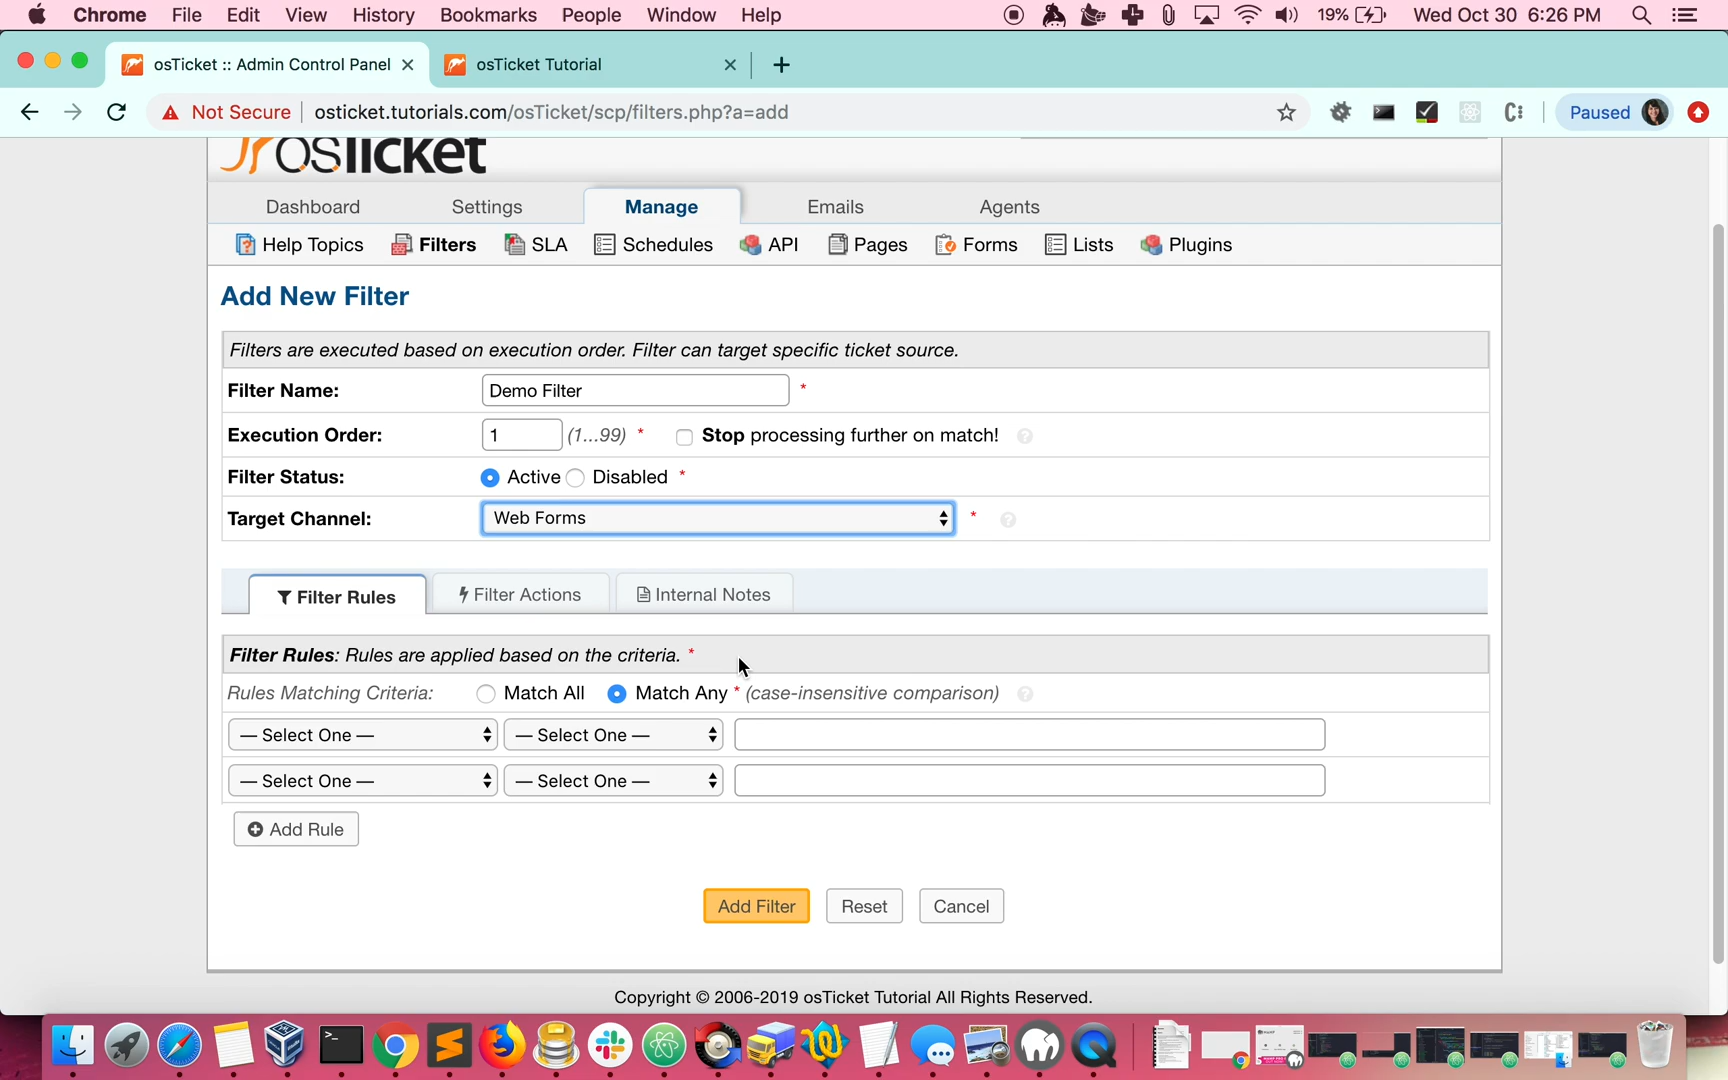 Chrome File Edit View History Bookmarks People Window Help 19% Wed Oct 30 6:26 PM
osTicket :: Admin Control Panel osTicket Tutorial
Not Secure osticket.tutorials.com/osTicket/scp/filters.php?a=add Paused
osTicket
Dashboard Settings Manage Emails Agents
Help Topics Filters SLA Schedules API Pages Forms Lists Plugins
Add New Filter
Filters are executed based on execution order. Filter can target specific ticket source.
Filter Name: Demo Filter *
Execution Order: 1 (1...99) * Stop processing further on match!
Filter Status: Active Disabled *
Target Channel: Web Forms *
Filter Rules Filter Actions Internal Notes
Filter Rules: Rules are applied based on the criteria. *
Rules Matching Criteria: Match All Match Any * (case-insensitive comparison)
— Select One — — Select One —
— Select One — — Select One —
Add Rule
Add Filter Reset Cancel
Copyright © 2006-2019 osTicket Tutorial All Rights Reserved.